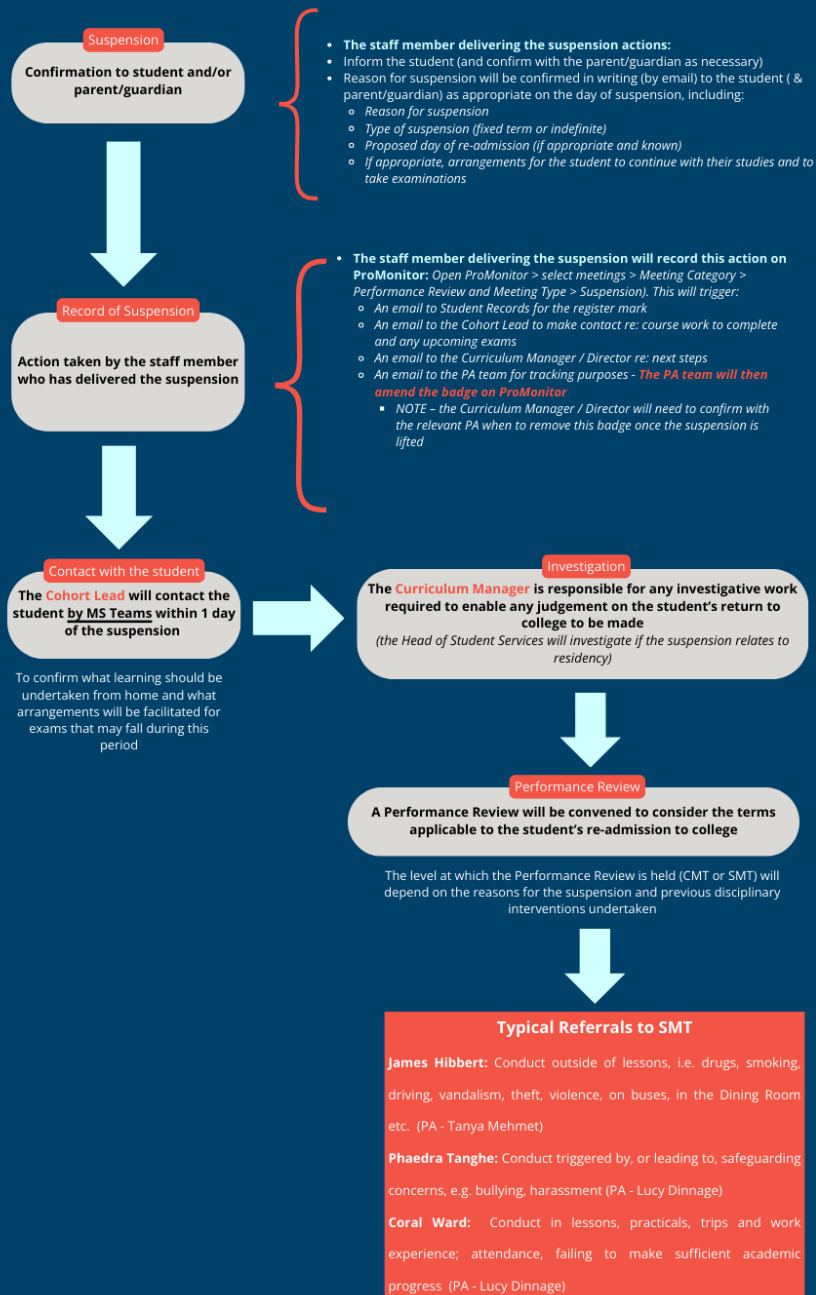 Suspension
Confirmation to student and/or
parent/guardian
• The staff member delivering the suspension actions:
• Inform the student (and confirm with the parent/guardian as necessary)
• Reason for suspension will be confirmed in writing (by email) to the student ( &
parent/guardian) as appropriate on the day of suspension, including:
◦ Reason for suspension
◦ Type of suspension (fixed term or indefinite)
◦ Proposed day of re-admission (if appropriate and known)
◦ If appropriate, arrangements for the student to continue with their studies and to
take examinations
Record of Suspension
Action taken by the staff member
who has delivered the suspension
• The staff member delivering the suspension will record this action on
ProMonitor: Open ProMonitor > select meetings > Meeting Category >
Performance Review and Meeting Type > Suspension). This will trigger:
◦ An email to Student Records for the register mark
◦ An email to the Cohort Lead to make contact re: course work to complete
and any upcoming exams
◦ An email to the Curriculum Manager / Director re: next steps
◦ An email to the PA team for tracking purposes - The PA team will then
amend the badge on ProMonitor
▪ NOTE – the Curriculum Manager / Director will need to confirm with
the relevant PA when to remove this badge once the suspension is
lifted
Contact with the student
The Cohort Lead will contact the
student by MS Teams within 1 day
of the suspension
To confirm what learning should be
undertaken from home and what
arrangements will be facilitated for
exams that may fall during this
period
Investigation
The Curriculum Manager is responsible for any investigative work
required to enable any judgement on the student's return to
college to be made
(the Head of Student Services will investigate if the suspension relates to
residency)
Performance Review
A Performance Review will be convened to consider the terms
applicable to the student's re-admission to college
The level at which the Performance Review is held (CMT or SMT) will
depend on the reasons for the suspension and previous disciplinary
interventions undertaken
Typical Referrals to SMT
James Hibbert: Conduct outside of lessons, i.e. drugs, smoking,
driving, vandalism, theft, violence, on buses, in the Dining Room
etc. (PA - Tanya Mehmet)
Phaedra Tanghe: Conduct triggered by, or leading to, safeguarding
concerns, e.g. bullying, harassment (PA - Lucy Dinnage)
Coral Ward: Conduct in lessons, practicals, trips and work
experience; attendance, failing to make sufficient academic
progress (PA - Lucy Dinnage)